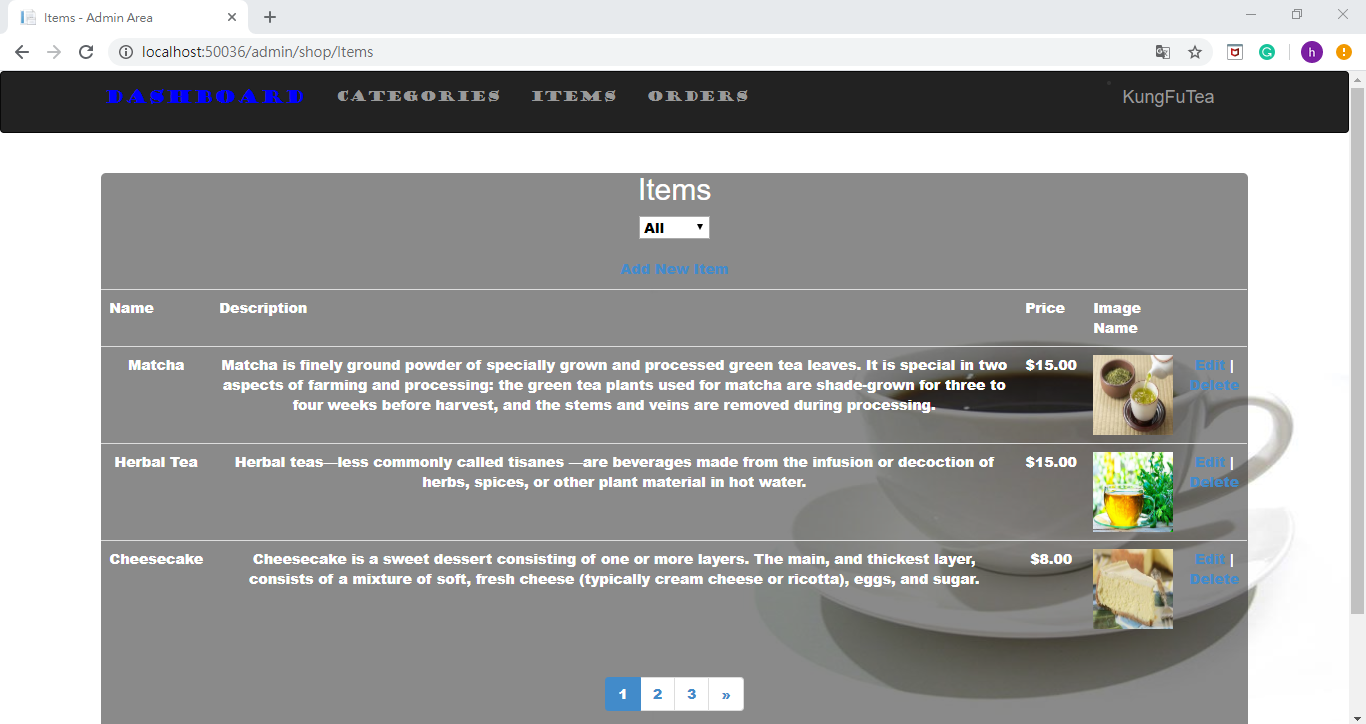 Items - Admin Area
localhost:50036/admin/shop/Items
h
DASHBOARD CATEGORIES ITEMS ORDERS KungFuTea
Items
All
Add New Item
Name Description Price Image
Name
Matcha Matcha is finely ground powder of specially grown and processed green tea leaves. It is special in two $15.00 Edit |
aspects of farming and processing: the green tea plants used for matcha are shade-grown for three to Delete
four weeks before harvest, and the stems and veins are removed during processing.
Herbal Tea Herbal teas—less commonly called tisanes —are beverages made from the infusion or decoction of $15.00 Edit |
herbs, spices, or other plant material in hot water. Delete
Cheesecake Cheesecake is a sweet dessert consisting of one or more layers. The main, and thickest layer, $8.00 Edit |
consists of a mixture of soft, fresh cheese (typically cream cheese or ricotta), eggs, and sugar. Delete
1 2 3 »